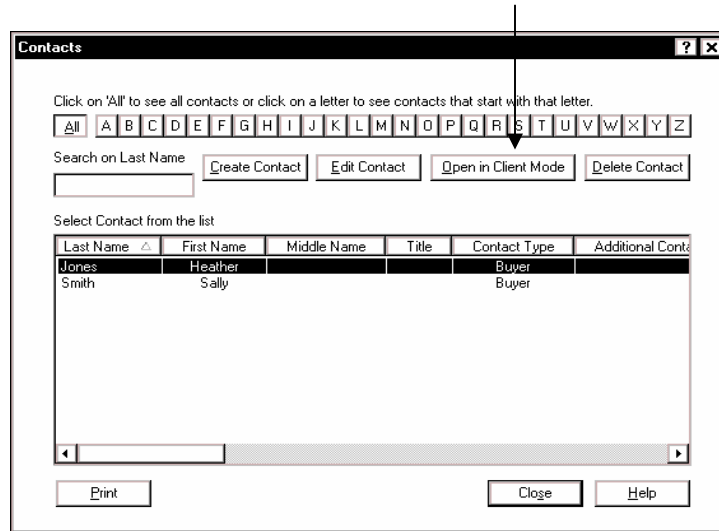 Contacts
Click on 'All' to see all contacts or click on a letter to see contacts that start with that letter.
All A B C D E F G H I J K L M N O P Q R S T U V W X Y Z
Search on Last Name Create Contact Edit Contact Open in Client Mode Delete Contact
Select Contact from the list
Last Name First Name Middle Name Title Contact Type Additional Conta
Jones Heather Buyer
Smith Sally Buyer
Print Close Help